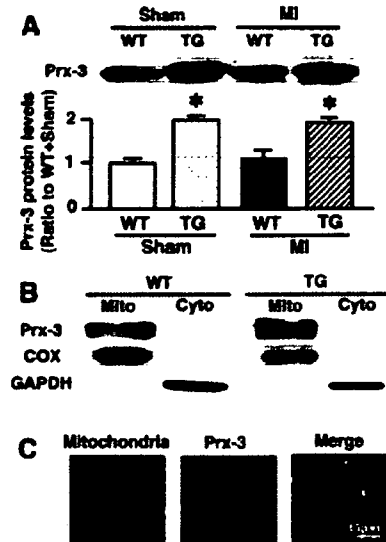 A
Sham MI
WT TG WT TG
Prx-3
Prx-3 protein levels
(Ratio to WT+Sham)
2
1
0
* *
WT TG WT TG
Sham MI
B
WT TG
Mito Cyto Mito Cyto
Prx-3
COX
GAPDH
C
Mitochondria Prx-3 Merge